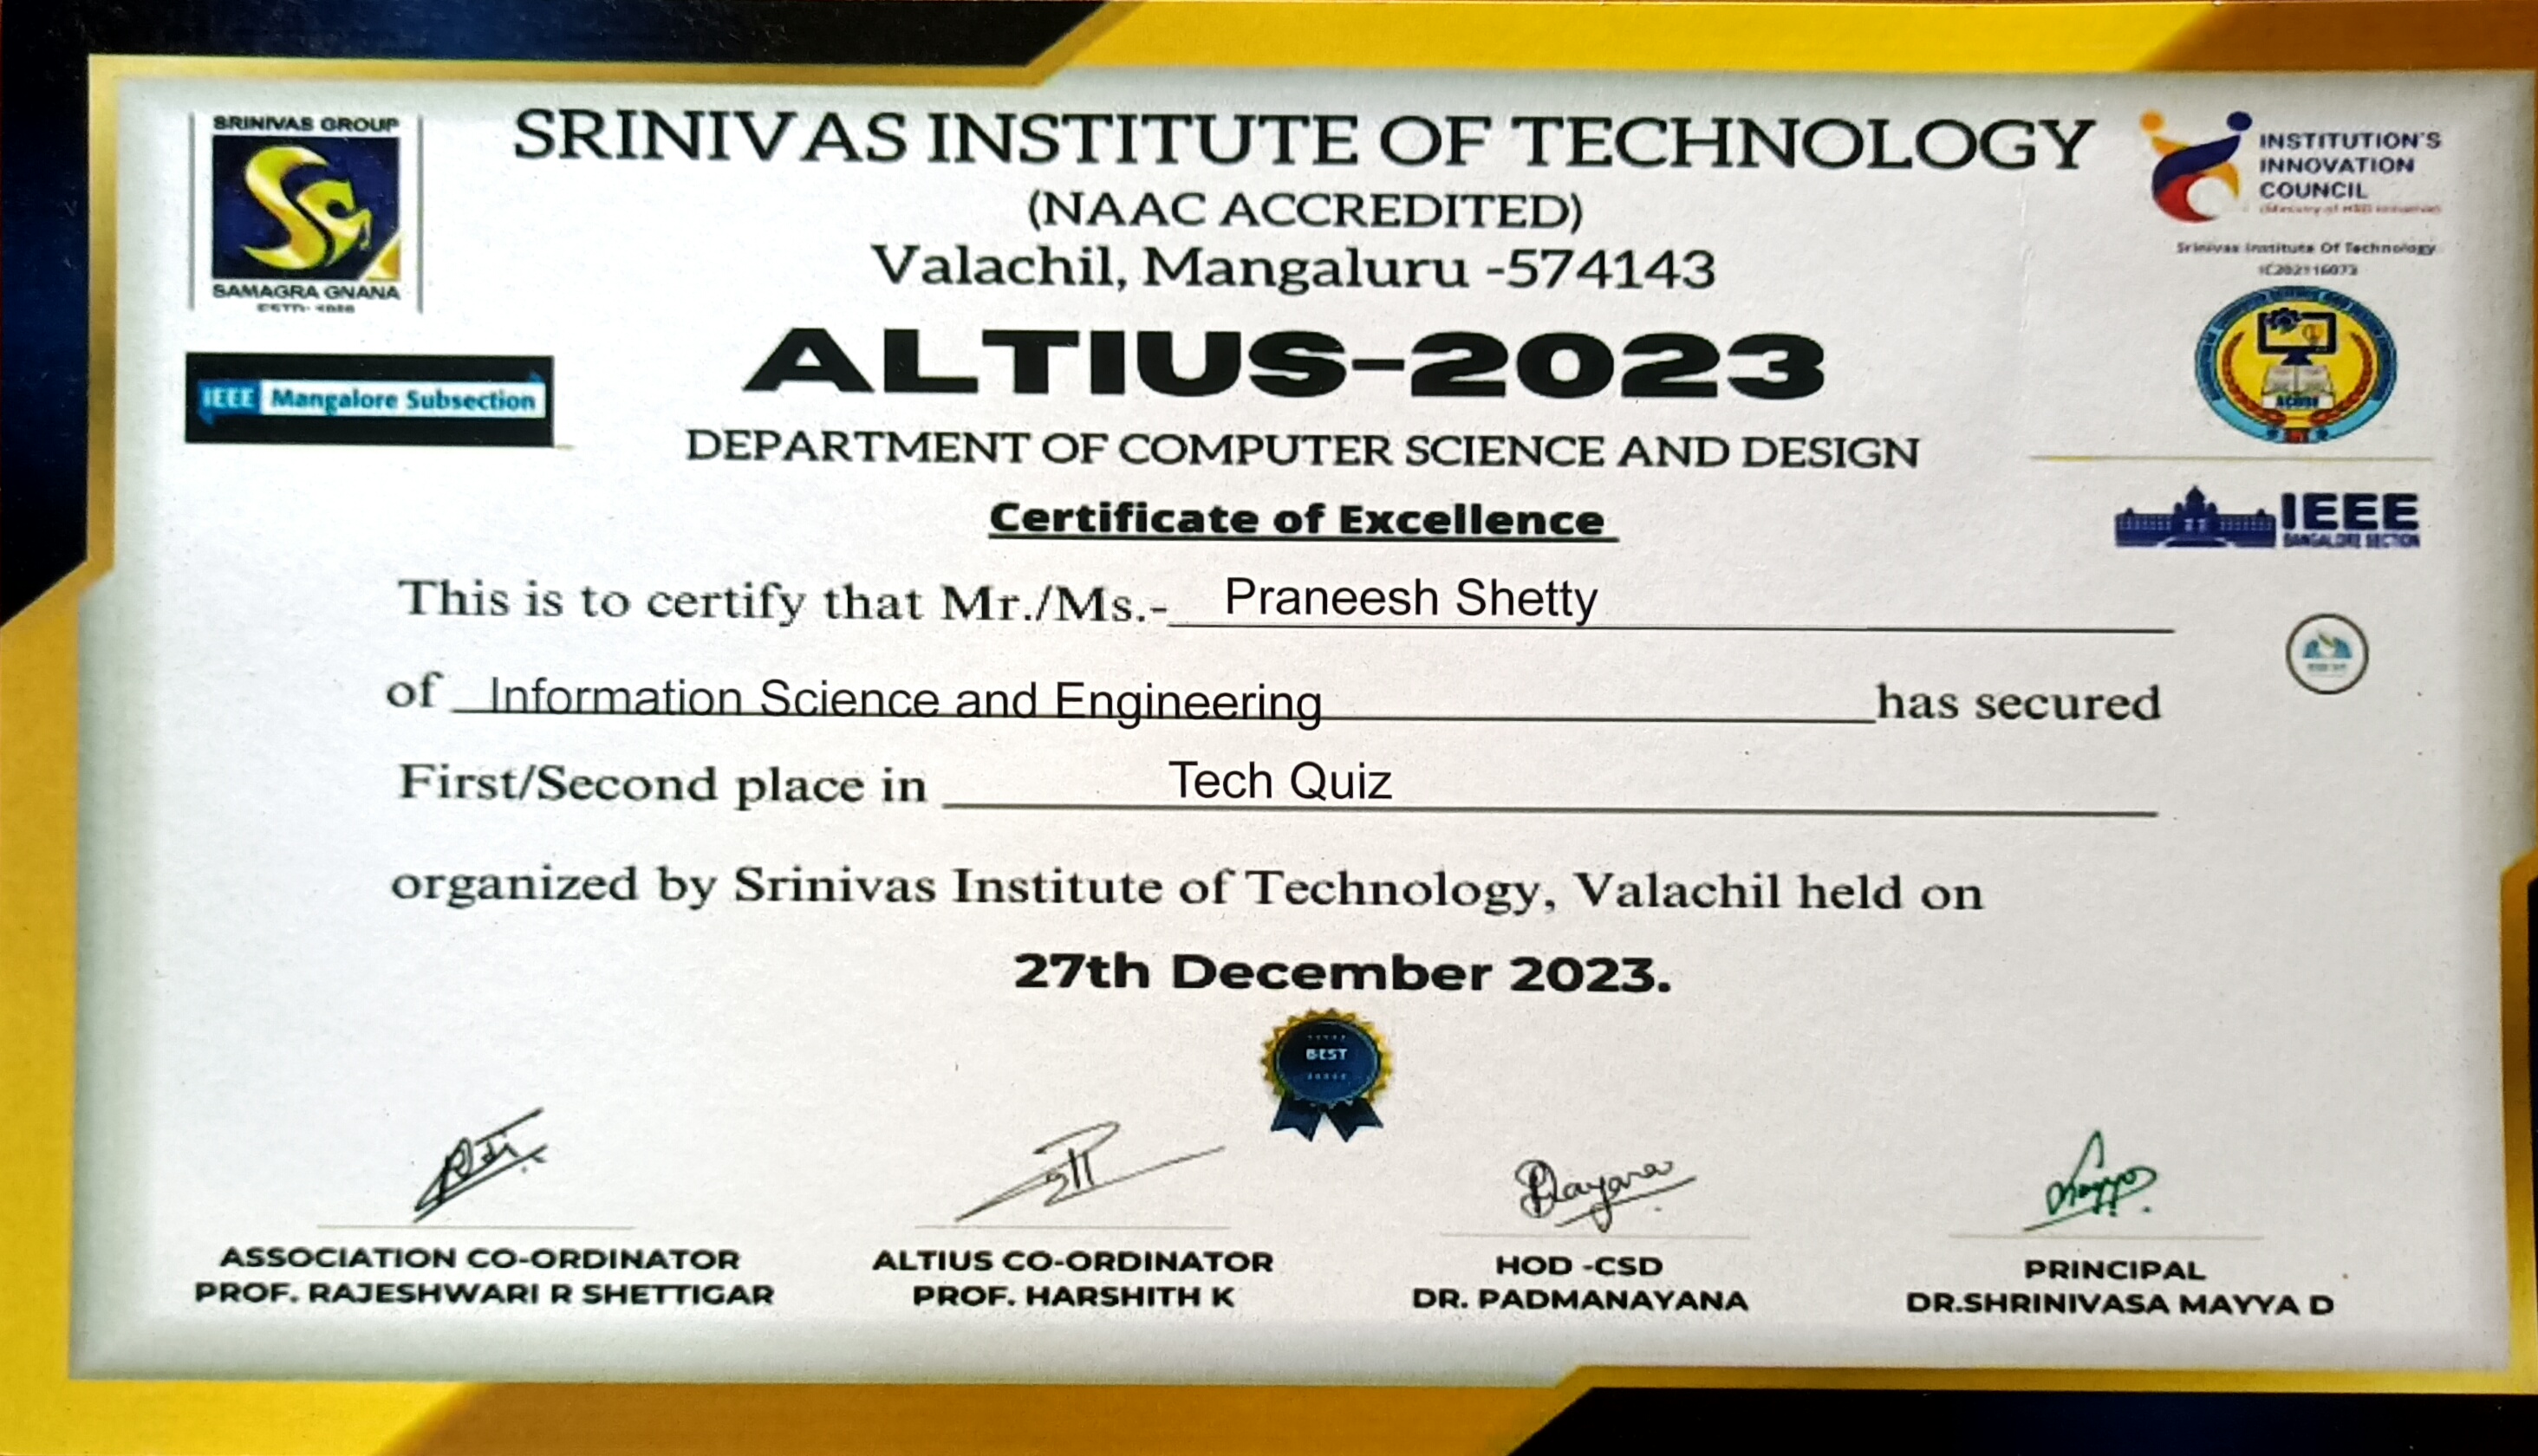 SRINIVAS GROUP
SAMAGRA GNANA
SRINIVAS INSTITUTE OF TECHNOLOGY
(NAAC ACCREDITED)
Valachil, Mangaluru -574143
INSTITUTION'S
INNOVATION
COUNCIL
Srinivas Institute Of Technology
IEEE Mangalore Subsection
ALTIUS-2023
DEPARTMENT OF COMPUTER SCIENCE AND DESIGN
IEEE
BANGALORE SECTION
Certificate of Excellence
This is to certify that Mr./Ms.- Praneesh Shetty
of Information Science and Engineering has secured
First/Second place in Tech Quiz
organized by Srinivas Institute of Technology, Valachil held on
27th December 2023.
BEST
ASSOCIATION CO-ORDINATOR
PROF. RAJESHWARI R SHETTIGAR
ALTIUS CO-ORDINATOR
PROF. HARSHITH K
HOD -CSD
DR. PADMANAYANA
PRINCIPAL
DR.SHRINIVASA MAYYA D